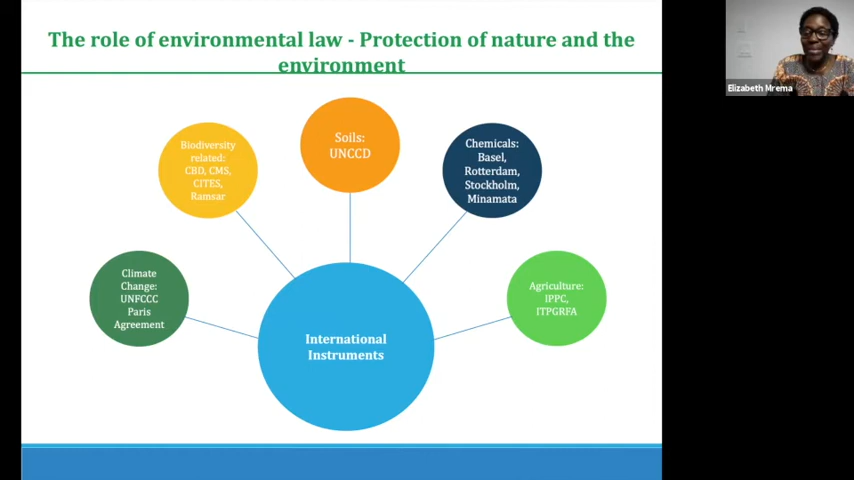 The role of environmental law - Protection of nature and the
environment
Elizabeth Mrema
Soils:
UNCCD
Biodiversity
related:
CBD, CMS,
CITES,
Ramsar
Chemicals:
Basel,
Rotterdam,
Stockholm,
Minamata
Climate
Change:
UNFCCC
Paris
Agreement
Agriculture:
IPPC,
ITPGRFA
International
Instruments